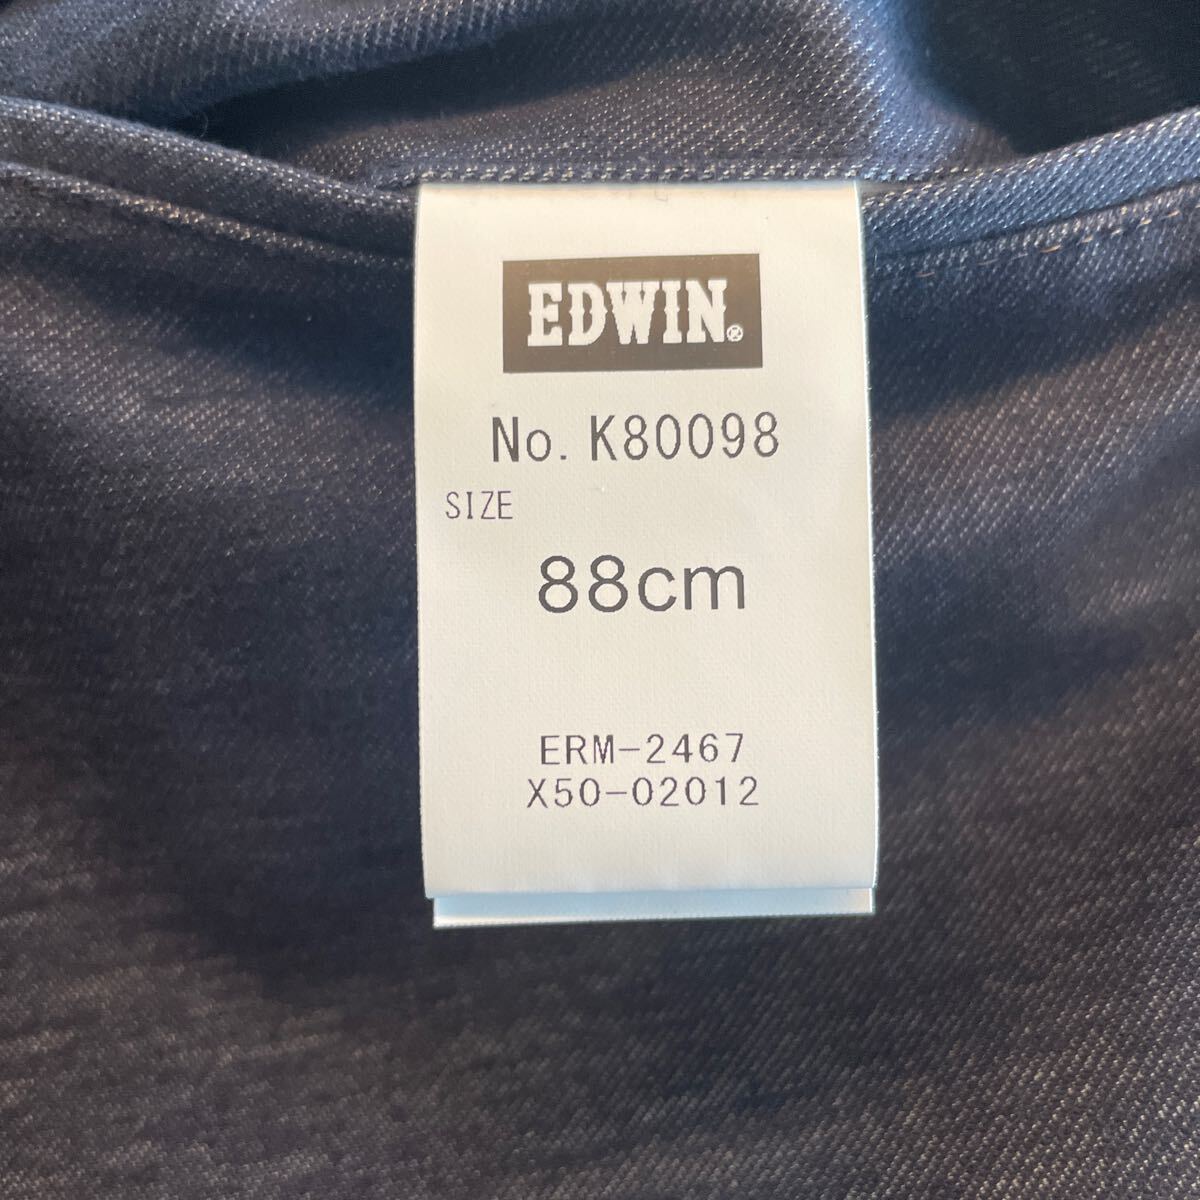 EDWIN®
No. K80098
SIZE
88cm
ERM-2467
X50-02012